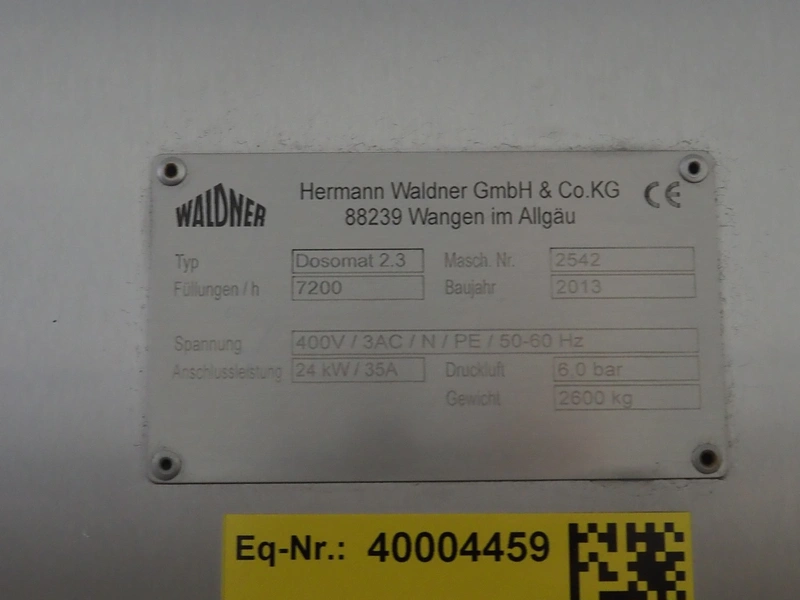 WALDNER
Hermann Waldner GmbH & Co.KG
88239 Wangen im Allgäu
CE
Typ Dosomat 2.3 Masch. Nr. 2542
Füllungen / h 7200 Baujahr 2013
Spannung 400V / 3AC / N / PE / 50-60 Hz
Anschlussleistung 24 kW / 35A Druckluft 6.0 bar
Gewicht 2600 kg
Eq-Nr.: 40004459